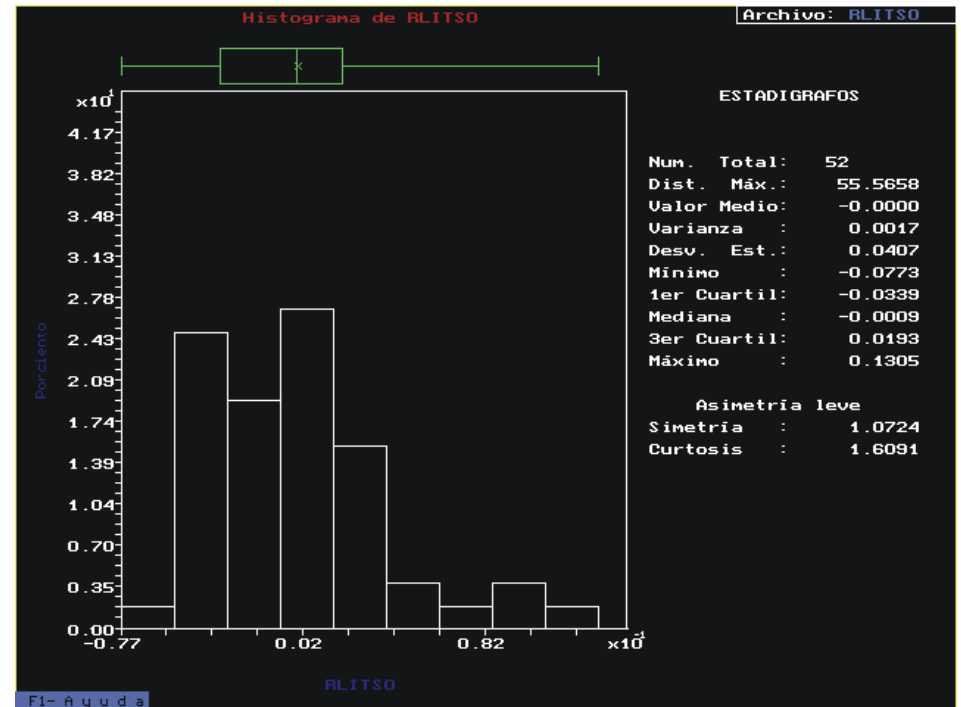 Histograma de RLITSO
Archivo: RLITSO
x10¹
4.17
3.82
3.48
3.13
2.78
2.43
2.09
1.74
1.39
1.04
0.70
0.35
0.00
Porciento
-0.77
0.02
0.82
x10⁻¹
RLITSO
ESTADIGRAFOS
Num. Total: 52
Dist. Máx.: 55.5658
Valor Medio: -0.0000
Varianza : 0.0017
Desv. Est.: 0.0407
Mínimo : -0.0773
1er Cuartil: -0.0339
Mediana : -0.0009
3er Cuartil: 0.0193
Máximo : 0.1305
Asimetría leve
Simetría : 1.0724
Curtosis : 1.6091
F1- A y u d a